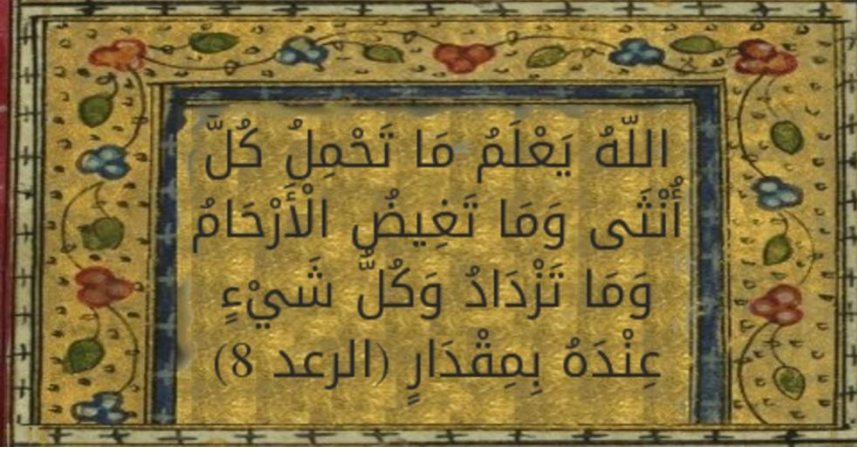 اللّهُ يَعْلَمُ مَا تَحْمِلُ كُلُّ
أُنْثَى وَمَا تَغِيضُ الْأَرْحَامُ
وَمَا تَزْدَادُ وَكُلُّ شَيْءٍ
عِنْدَهُ بِمِقْدَارٍ (الرعد 8)